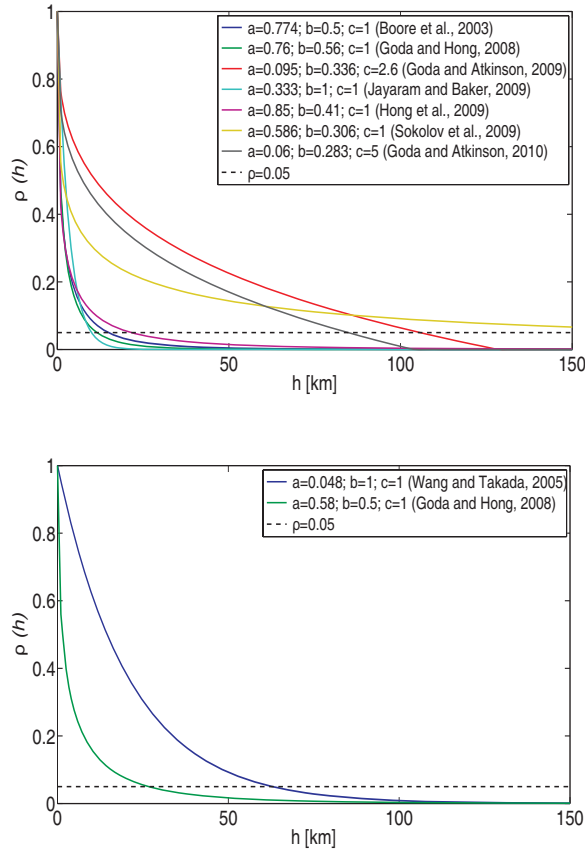 1
0.8
0.6
0.4
0.2
0
ρ (h)
a=0.774; b=0.5; c=1 (Boore et al., 2003)
a=0.76; b=0.56; c=1 (Goda and Hong, 2008)
a=0.095; b=0.336; c=2.6 (Goda and Atkinson, 2009)
a=0.333; b=1; c=1 (Jayaram and Baker, 2009)
a=0.85; b=0.41; c=1 (Hong et al., 2009)
a=0.586; b=0.306; c=1 (Sokolov et al., 2009)
a=0.06; b=0.283; c=5 (Goda and Atkinson, 2010)
ρ=0.05
0 50 100 150
h [km]
1
0.8
0.6
0.4
0.2
0
ρ (h)
a=0.048; b=1; c=1 (Wang and Takada, 2005)
a=0.58; b=0.5; c=1 (Goda and Hong, 2008)
ρ=0.05
0 50 100 150
h [km]